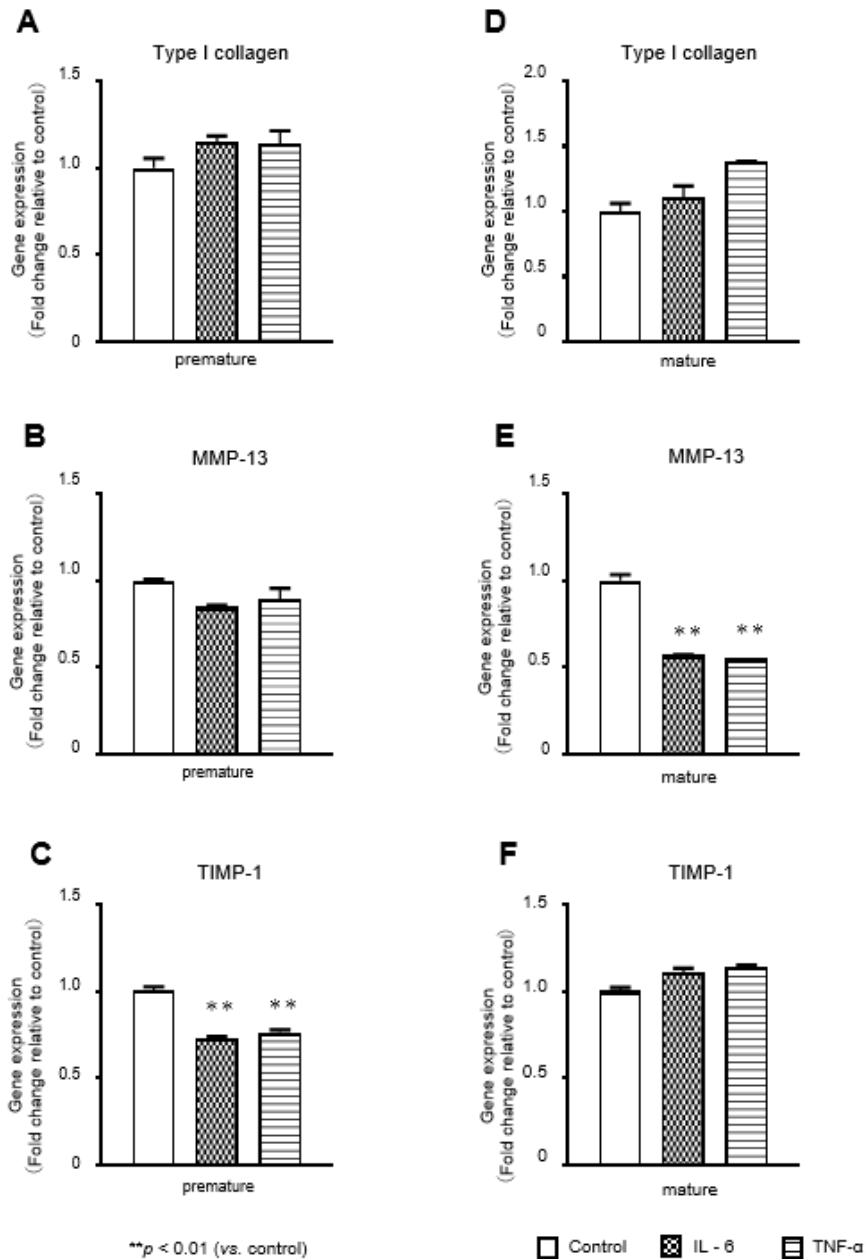 A
Type I collagen
Gene expression
(Fold change relative to control)
1.5
1.0
0.5
0
premature
D
Type I collagen
Gene expression
(Fold change relative to control)
2.0
1.5
1.0
0.5
0
mature
B
MMP-13
Gene expression
(Fold change relative to control)
1.5
1.0
0.5
0
premature
E
MMP-13
Gene expression
(Fold change relative to control)
1.5
1.0
0.5
0
**
**
mature
C
TIMP-1
Gene expression
(Fold change relative to control)
1.5
1.0
0.5
0
**
**
premature
F
TIMP-1
Gene expression
(Fold change relative to control)
1.5
1.0
0.5
0
mature
**p < 0.01 (vs. control)
Control
IL - 6
TNF-α